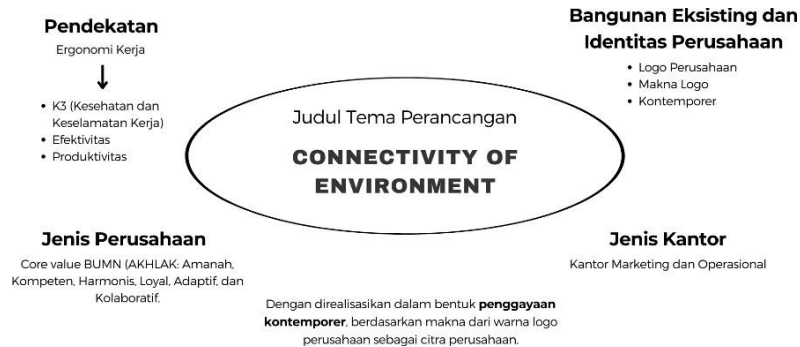 Pendekatan
Ergonomi Kerja
• K3 (Kesehatan dan
Keselamatan Kerja)
• Efektivitas
• Produktivitas
Bangunan Eksisting dan
Identitas Perusahaan
• Logo Perusahaan
• Makna Logo
• Kontemporer
Judul Tema Perancangan
CONNECTIVITY OF
ENVIRONMENT
Jenis Perusahaan
Core value BUMN (AKHLAK: Amanah,
Kompeten, Harmonis, Loyal, Adaptif, dan
Kolaboratif.
Jenis Kantor
Kantor Marketing dan Operasional
Dengan direalisasikan dalam bentuk penggayaan
kontemporer, berdasarkan makna dari warna logo
perusahaan sebagai citra perusahaan.